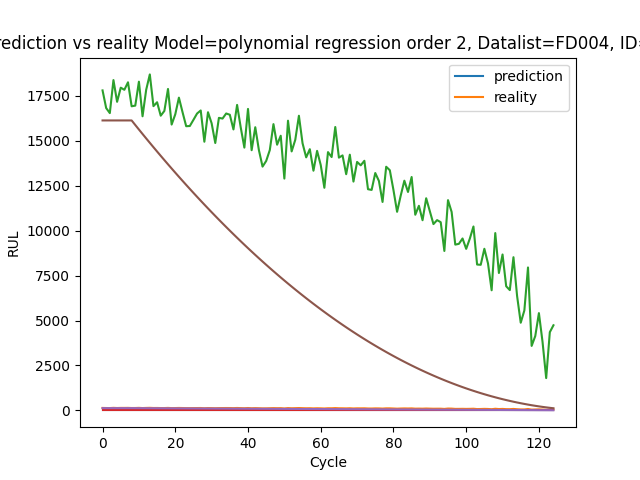 rediction vs reality Model=polynomial regression order 2, Datalist=FD004, ID=
prediction
reality
17500
15000
12500
10000
7500
5000
2500
0
RUL
0 20 40 60 80 100 120
Cycle